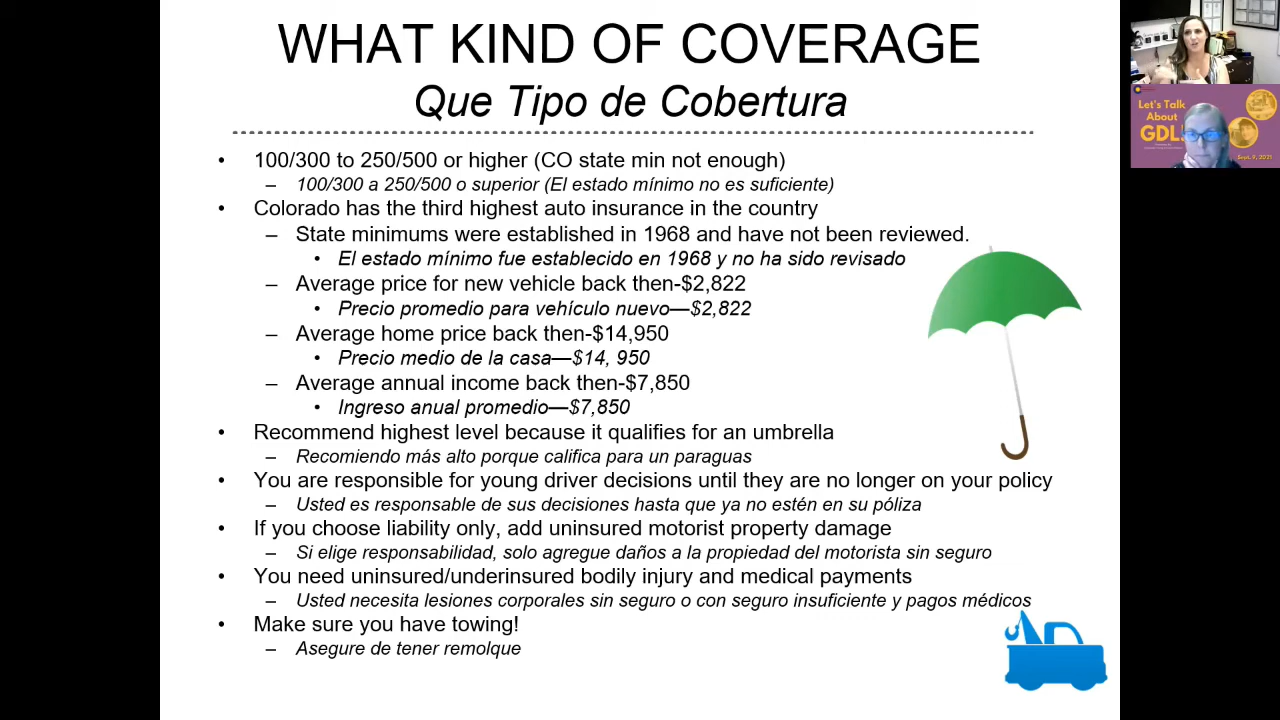 WHAT KIND OF COVERAGE
Que Tipo de Cobertura
• 100/300 to 250/500 or higher (CO state min not enough)
– 100/300 a 250/500 o superior (El estado mínimo no es suficiente)
• Colorado has the third highest auto insurance in the country
– State minimums were established in 1968 and have not been reviewed.
• El estado mínimo fue establecido en 1968 y no ha sido revisado
– Average price for new vehicle back then-$2,822
• Precio promedio para vehículo nuevo—$2,822
– Average home price back then-$14,950
• Precio medio de la casa—$14, 950
– Average annual income back then-$7,850
• Ingreso anual promedio—$7,850
• Recommend highest level because it qualifies for an umbrella
– Recomiendo más alto porque califica para un paraguas
• You are responsible for young driver decisions until they are no longer on your policy
– Usted es responsable de sus decisiones hasta que ya no estén en su póliza
• If you choose liability only, add uninsured motorist property damage
– Si elige responsabilidad, solo agregue daños a la propiedad del motorista sin seguro
• You need uninsured/underinsured bodily injury and medical payments
– Usted necesita lesiones corporales sin seguro o con seguro insuficiente y pagos médicos
• Make sure you have towing!
– Asegure de tener remolque
Let's Talk
About
GDL!
Sept. 9, 2021